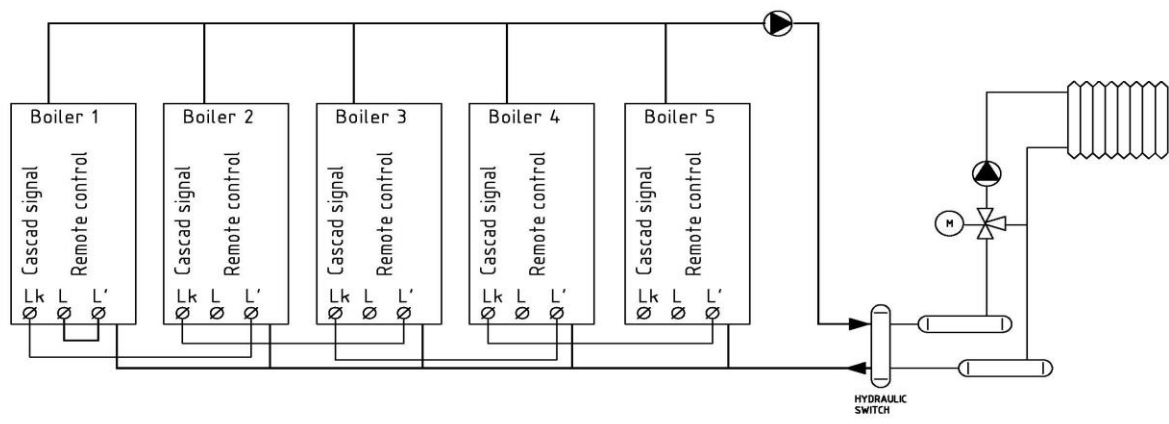 Boiler 1
Cascad signal
Remote control
Lk L L'
Boiler 2
Cascad signal
Remote control
Lk L L'
Boiler 3
Cascad signal
Remote control
Lk L L'
Boiler 4
Cascad signal
Remote control
Lk L L'
Boiler 5
Cascad signal
Remote control
Lk L L'
M
HYDRAULIC
SWITCH